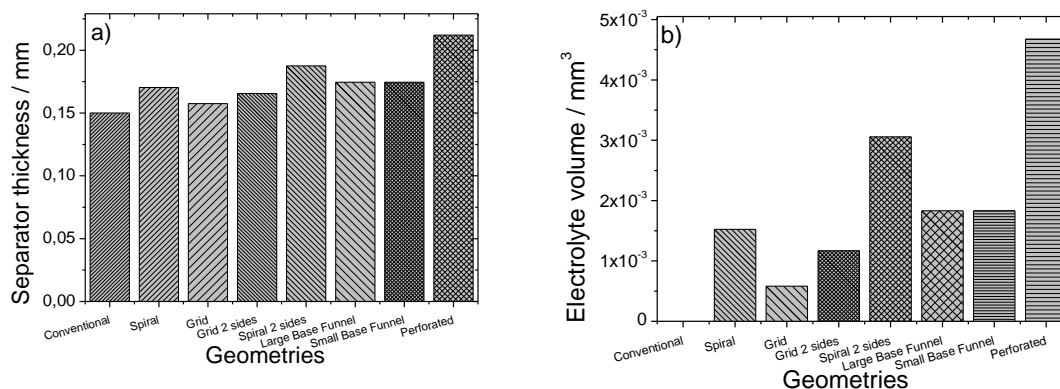 a)
0,20
0,15
0,10
0,05
0,00
Separator thickness / mm
Conventional
Spiral
Grid
Grid 2 sides
Spiral 2 sides
Large Base Funnel
Small Base Funnel
Perforated
Geometries
b)
5x10⁻³
4x10⁻³
3x10⁻³
2x10⁻³
1x10⁻³
0
Electrolyte volume / mm³
Conventional
Spiral
Grid
Grid 2 sides
Spiral 2 sides
Large Base Funnel
Small Base Funnel
Perforated
Geometries